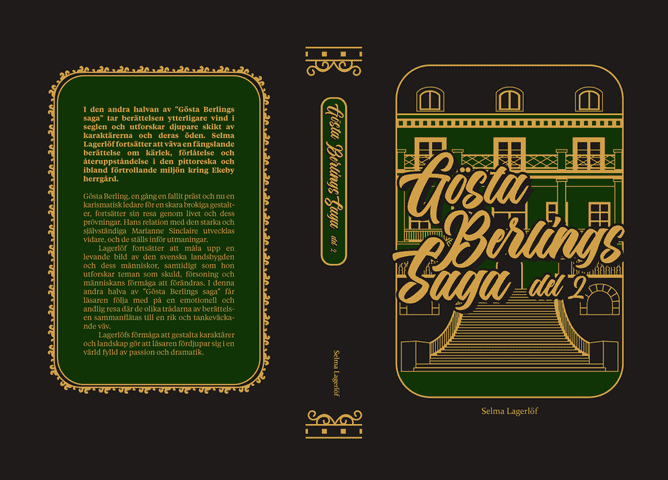 I den andra halvan av "Gösta Berlings
saga" tar berättelsen ytterligare vind i
seglen och utforskar djupare skikt av
karaktärerna och deras öden. Selma
Lagerlöf fortsätter att väva en fängslande
berättelse om kärlek, förlåtelse och
återuppståndelse i den pittoreska och
ibland förtrollande miljön kring Ekeby
herrgård.
Gösta Berling, en gång en fallit präst och nu en
karismatisk ledare för en skara brokiga gestalt-
er, fortsätter sin resa genom livet och dess
prövningar. Hans relation med den starka och
självständiga Marianne Sinclaire utvecklas
vidare, och de ställs inför utmaningar.
Lagerlöf fortsätter att måla upp en
levande bild av den svenska landsbygden
och dess människor, samtidigt som hon
utforskar teman som skuld, försoning och
människans förmåga att förändras. I denna
andra halva av "Gösta Berlings saga" får
läsaren följa med på en emotionell och
andlig resa där de olika trådarna av berättels-
en sammanflätas till en rik och tankeväcka-
nde väv.
Lagerlöfs förmåga att gestalta karaktärer
och landskap gör att läsaren fördjupar sig i en
värld fylld av passion och dramatik.
Gösta Berlings Saga del 2
Selma Lagerlöf
Gösta
Berlings
Saga del 2
Selma Lagerlöf